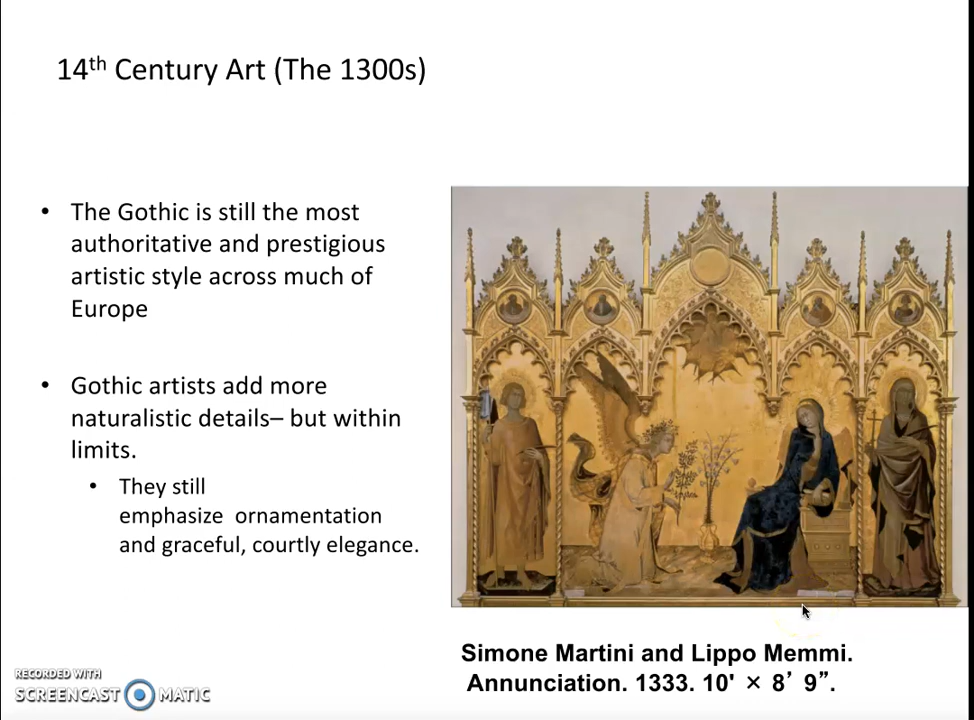 14th Century Art (The 1300s)
• The Gothic is still the most
authoritative and prestigious
artistic style across much of
Europe
• Gothic artists add more
naturalistic details– but within
limits.
• They still
emphasize ornamentation
and graceful, courtly elegance.
Simone Martini and Lippo Memmi.
Annunciation. 1333. 10' × 8’ 9”.
RECORDED WITH
SCREENCAST MATIC